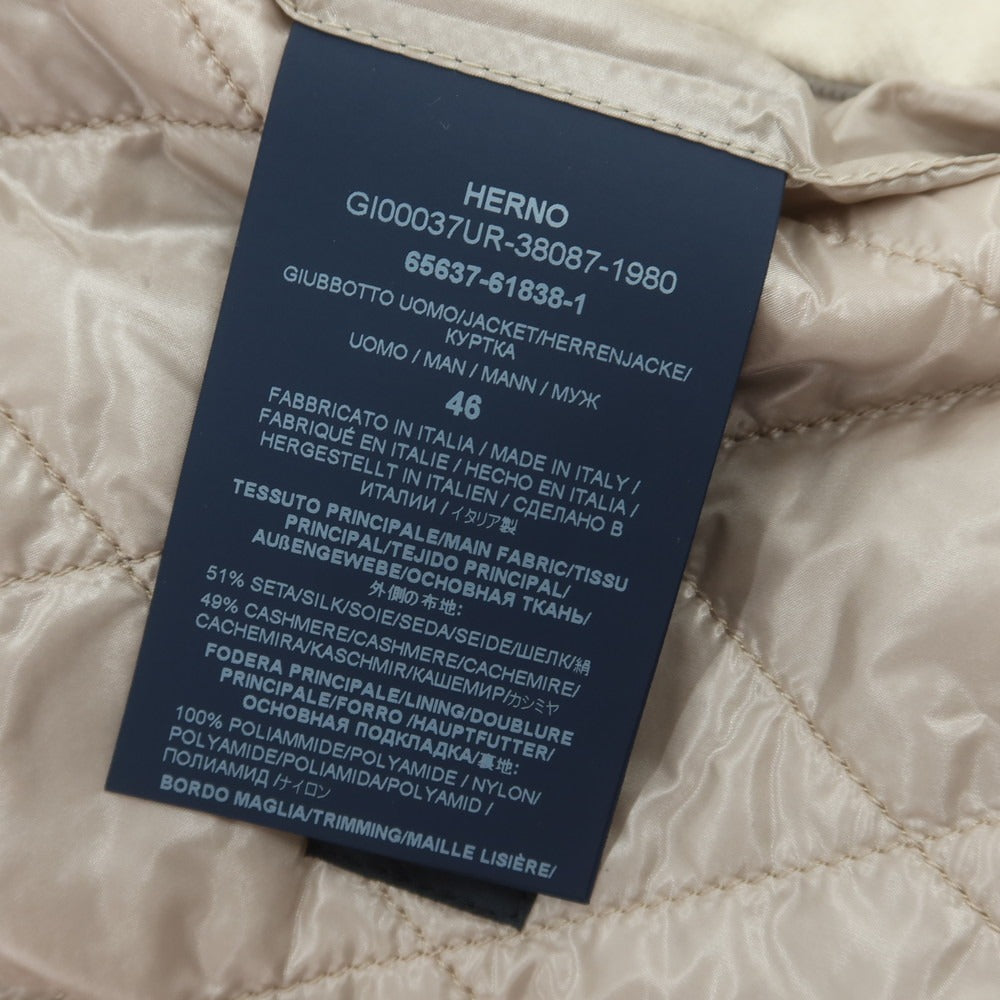 HERNO
GI00037UR-38087-1980
65637-61838-1
GIUBBOTTO UOMO/JACKET/HERRENJACKE/
КУРТКА
UOMO / MAN / MANN / МУЖ
46
FABBRICATO IN ITALIA / MADE IN ITALY /
FABRIQUÉ EN ITALIE / HECHO EN ITALIA /
HERGESTELLT IN ITALIEN / СДЕЛАНО В
ИТАЛИИ / イタリア製
TESSUTO PRINCIPALE/MAIN FABRIC/TISSU
PRINCIPAL/TEJIDO PRINCIPAL/
AUßENGEWEBE/ОСНОВНАЯ ТКАНЬ/
外側の布地:
51% SETA/SILK/SOIE/SEDA/SEIDE/ШЕЛК/絹
49% CASHMERE/CASHMERE/CACHEMIRE/
CACHEMIRA/KASCHMIR/КАШЕМИР/カシミヤ
FODERA PRINCIPALE/LINING/DOUBLURE
PRINCIPALE/FORRO /HAUPTFUTTER/
ОСНОВНАЯ ПОДКЛАДКА/裏地:
100% POLIAMMIDE/POLYAMIDE / NYLON/
POLYAMIDE/POLIAMIDA/POLYAMID /
ПОЛИАМИД /ナイロン
BORDO MAGLIA/TRIMMING/MAILLE LISIÈRE/